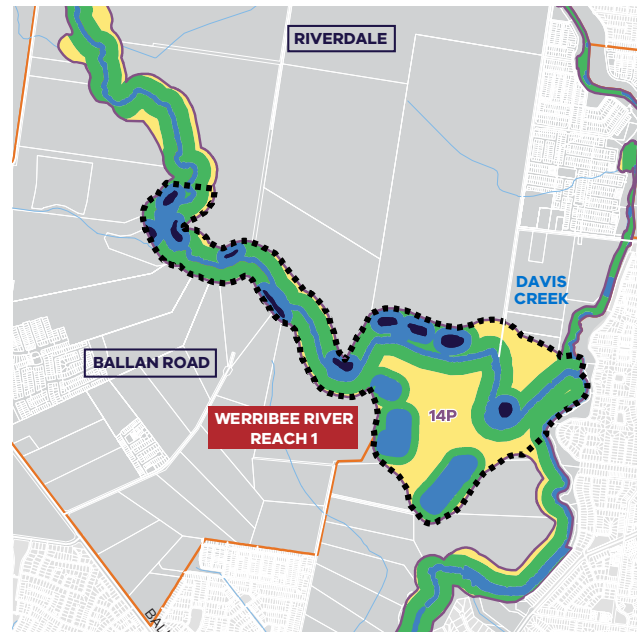 RIVERDALE
DAVIS
CREEK
BALLAN ROAD
WERRIBEE RIVER
REACH 1
14P